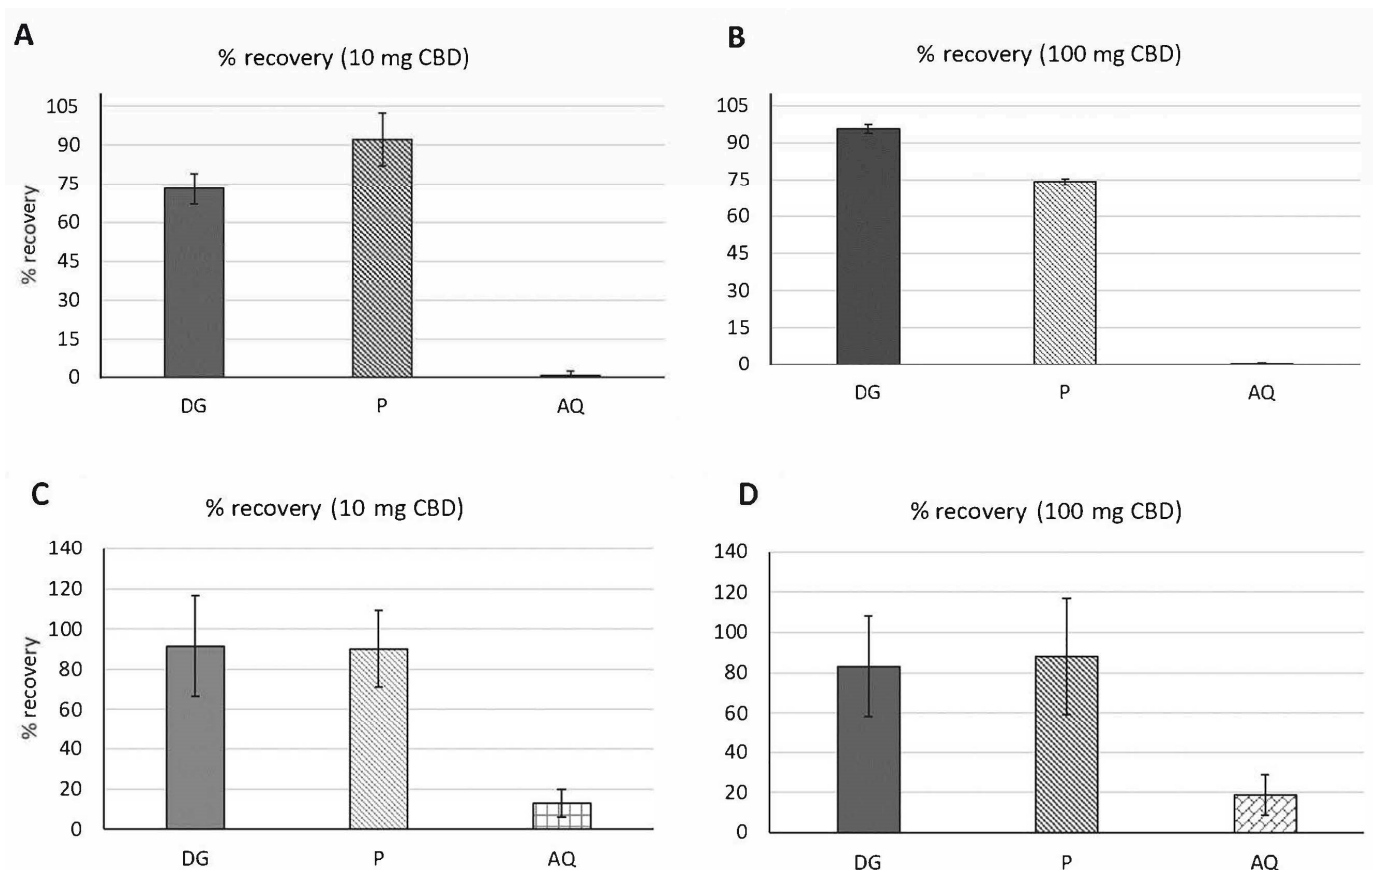 A
% recovery (10 mg CBD)
% recovery
105
90
75
60
45
30
15
0
DG P AQ
B
% recovery (100 mg CBD)
105
90
75
60
45
30
15
0
DG P AQ
C
% recovery (10 mg CBD)
% recovery
140
120
100
80
60
40
20
0
DG P AQ
D
% recovery (100 mg CBD)
140
120
100
80
60
40
20
0
DG P AQ